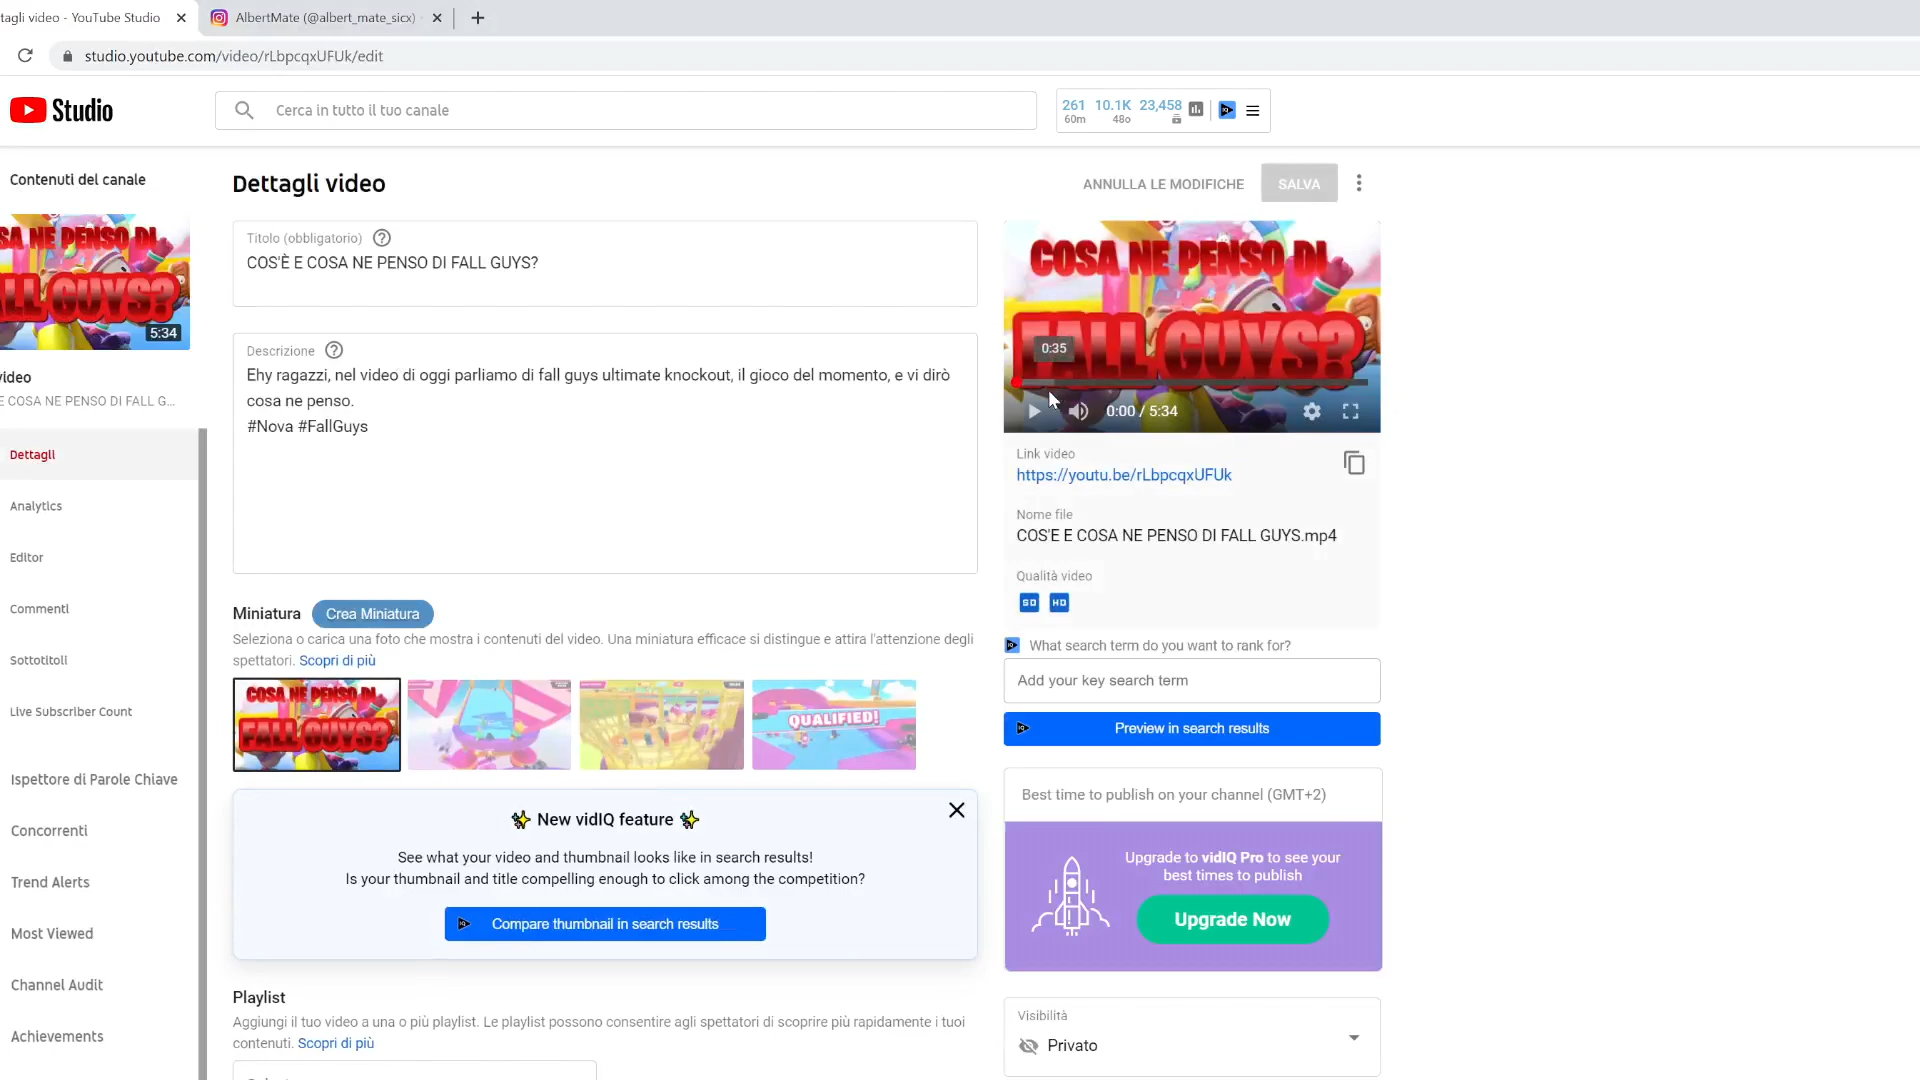 tagli video - YouTube Studio
AlbertMate (@albert_mate_sicx)
studio.youtube.com/video/rLbpcqxUFUk/edit
Studio
Cerca in tutto il tuo canale
261 10.1K 23,458
60m 48o
Contenuti del canale
Dettagli video
ANNULLA LE MODIFICHE
SALVA
OSA NE PENSO DI
ALL GUYS?
5:34
video
E COSA NE PENSO DI FALL G...
Dettagli
Analytics
Editor
Commenti
Sottotitoli
Live Subscriber Count
Ispettore di Parole Chiave
Concorrenti
Trend Alerts
Most Viewed
Channel Audit
Achievements
Titolo (obbligatorio)
COS'È E COSA NE PENSO DI FALL GUYS?
Descrizione
Ehy ragazzi, nel video di oggi parliamo di fall guys ultimate knockout, il gioco del momento, e vi dirò
cosa ne penso.
#Nova #FallGuys
Miniatura
Crea Miniatura
Seleziona o carica una foto che mostra i contenuti del video. Una miniatura efficace si distingue e attira l'attenzione degli
spettatori. Scopri di più
COSA NE PENSO DI
FALL GUYS?
QUALIFIED!
New vidIQ feature
See what your video and thumbnail looks like in search results!
Is your thumbnail and title compelling enough to click among the competition?
Compare thumbnail in search results
Playlist
Aggiungi il tuo video a una o più playlist. Le playlist possono consentire agli spettatori di scoprire più rapidamente i tuoi
contenuti. Scopri di più
COSA NE PENSO DI
FALL GUYS?
0:35
0:00 / 5:34
Link video
https://youtu.be/rLbpcqxUFUk
Nome file
COS'E E COSA NE PENSO DI FALL GUYS.mp4
Qualità video
SD HD
What search term do you want to rank for?
Add your key search term
Preview in search results
Best time to publish on your channel (GMT+2)
Upgrade to vidIQ Pro to see your
best times to publish
Upgrade Now
Visibilità
Privato